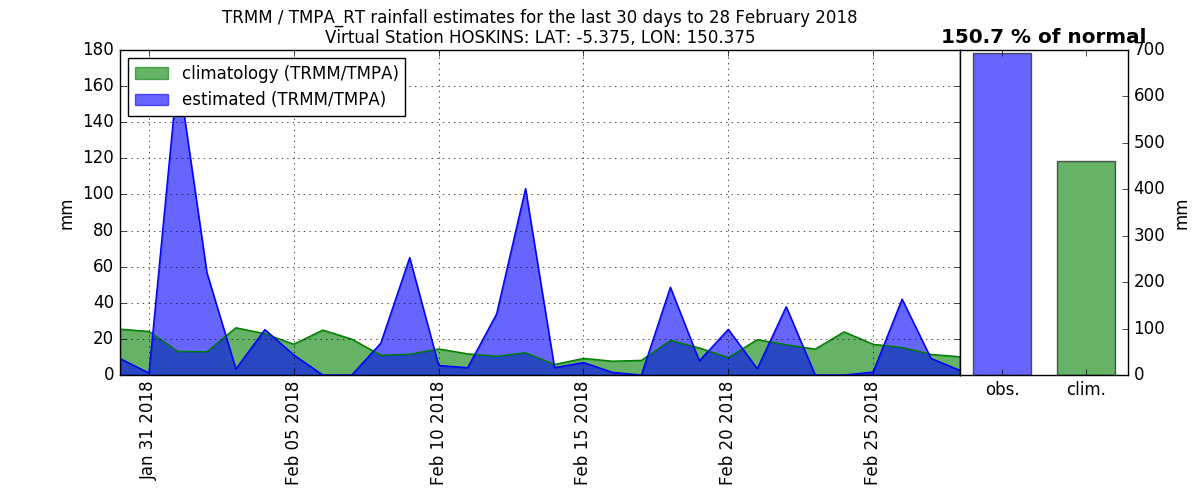 TRMM / TMPA_RT rainfall estimates for the last 30 days to 28 February 2018
Virtual Station HOSKINS: LAT: -5.375, LON: 150.375
150.7 % of normal
climatology (TRMM/TMPA)
estimated (TRMM/TMPA)
180
160
140
120
100
80
60
40
20
0
mm
Jan 31 2018
Feb 05 2018
Feb 10 2018
Feb 15 2018
Feb 20 2018
Feb 25 2018
700
600
500
400
300
200
100
0
mm
obs.
clim.